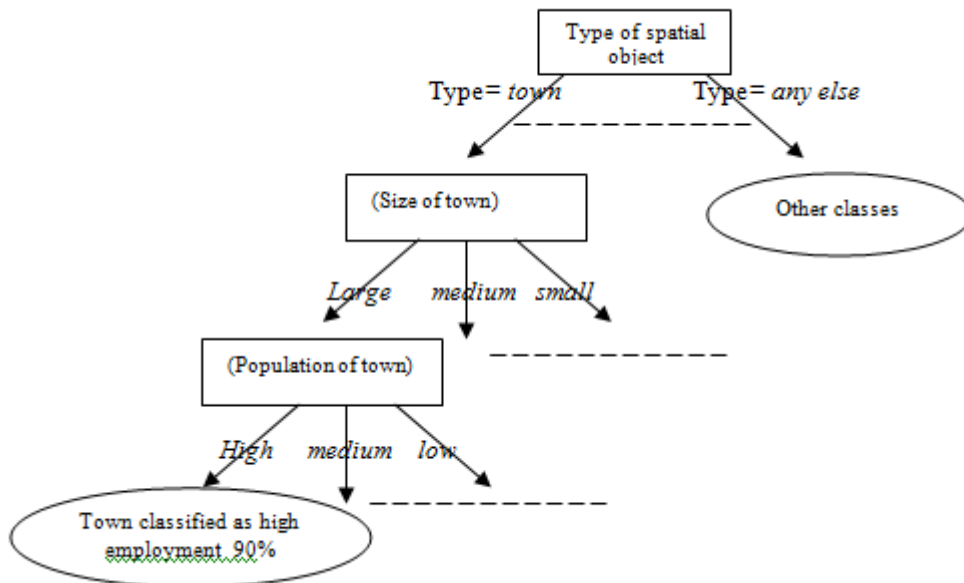 Type of spatial
object
Type= town
Type= any else
(Size of town)
Other classes
Large medium small
(Population of town)
High medium low
Town classified as high
employment 90%